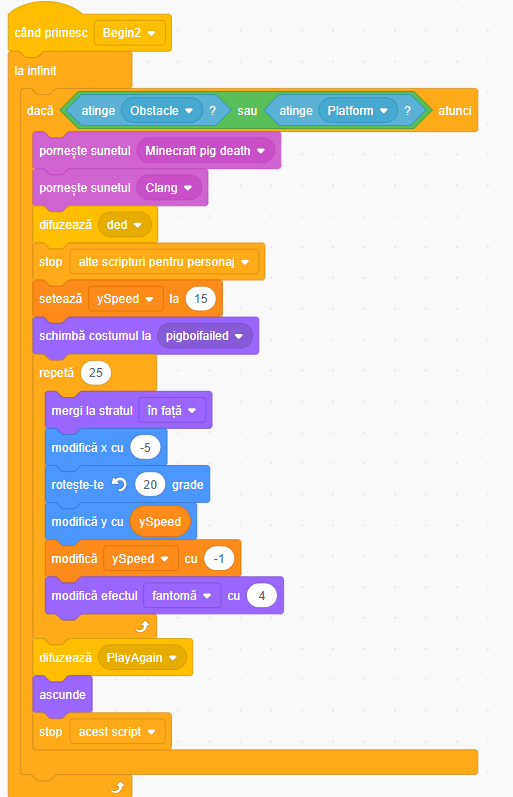 când primesc Begin2
la infinit
dacă atinge Obstacle ? sau atinge Platform ? atunci
pornește sunetul Minecraft pig death
pornește sunetul Clang
difuzează ded
stop alte scripturi pentru personaj
setează ySpeed la 15
schimbă costumul la pigboifailed
repetă 25
mergi la stratul în față
modifică x cu -5
rotește-te 20 grade
modifică y cu ySpeed
modifică ySpeed cu -1
modifică efectul fantomă cu 4
difuzează PlayAgain
ascunde
stop acest script